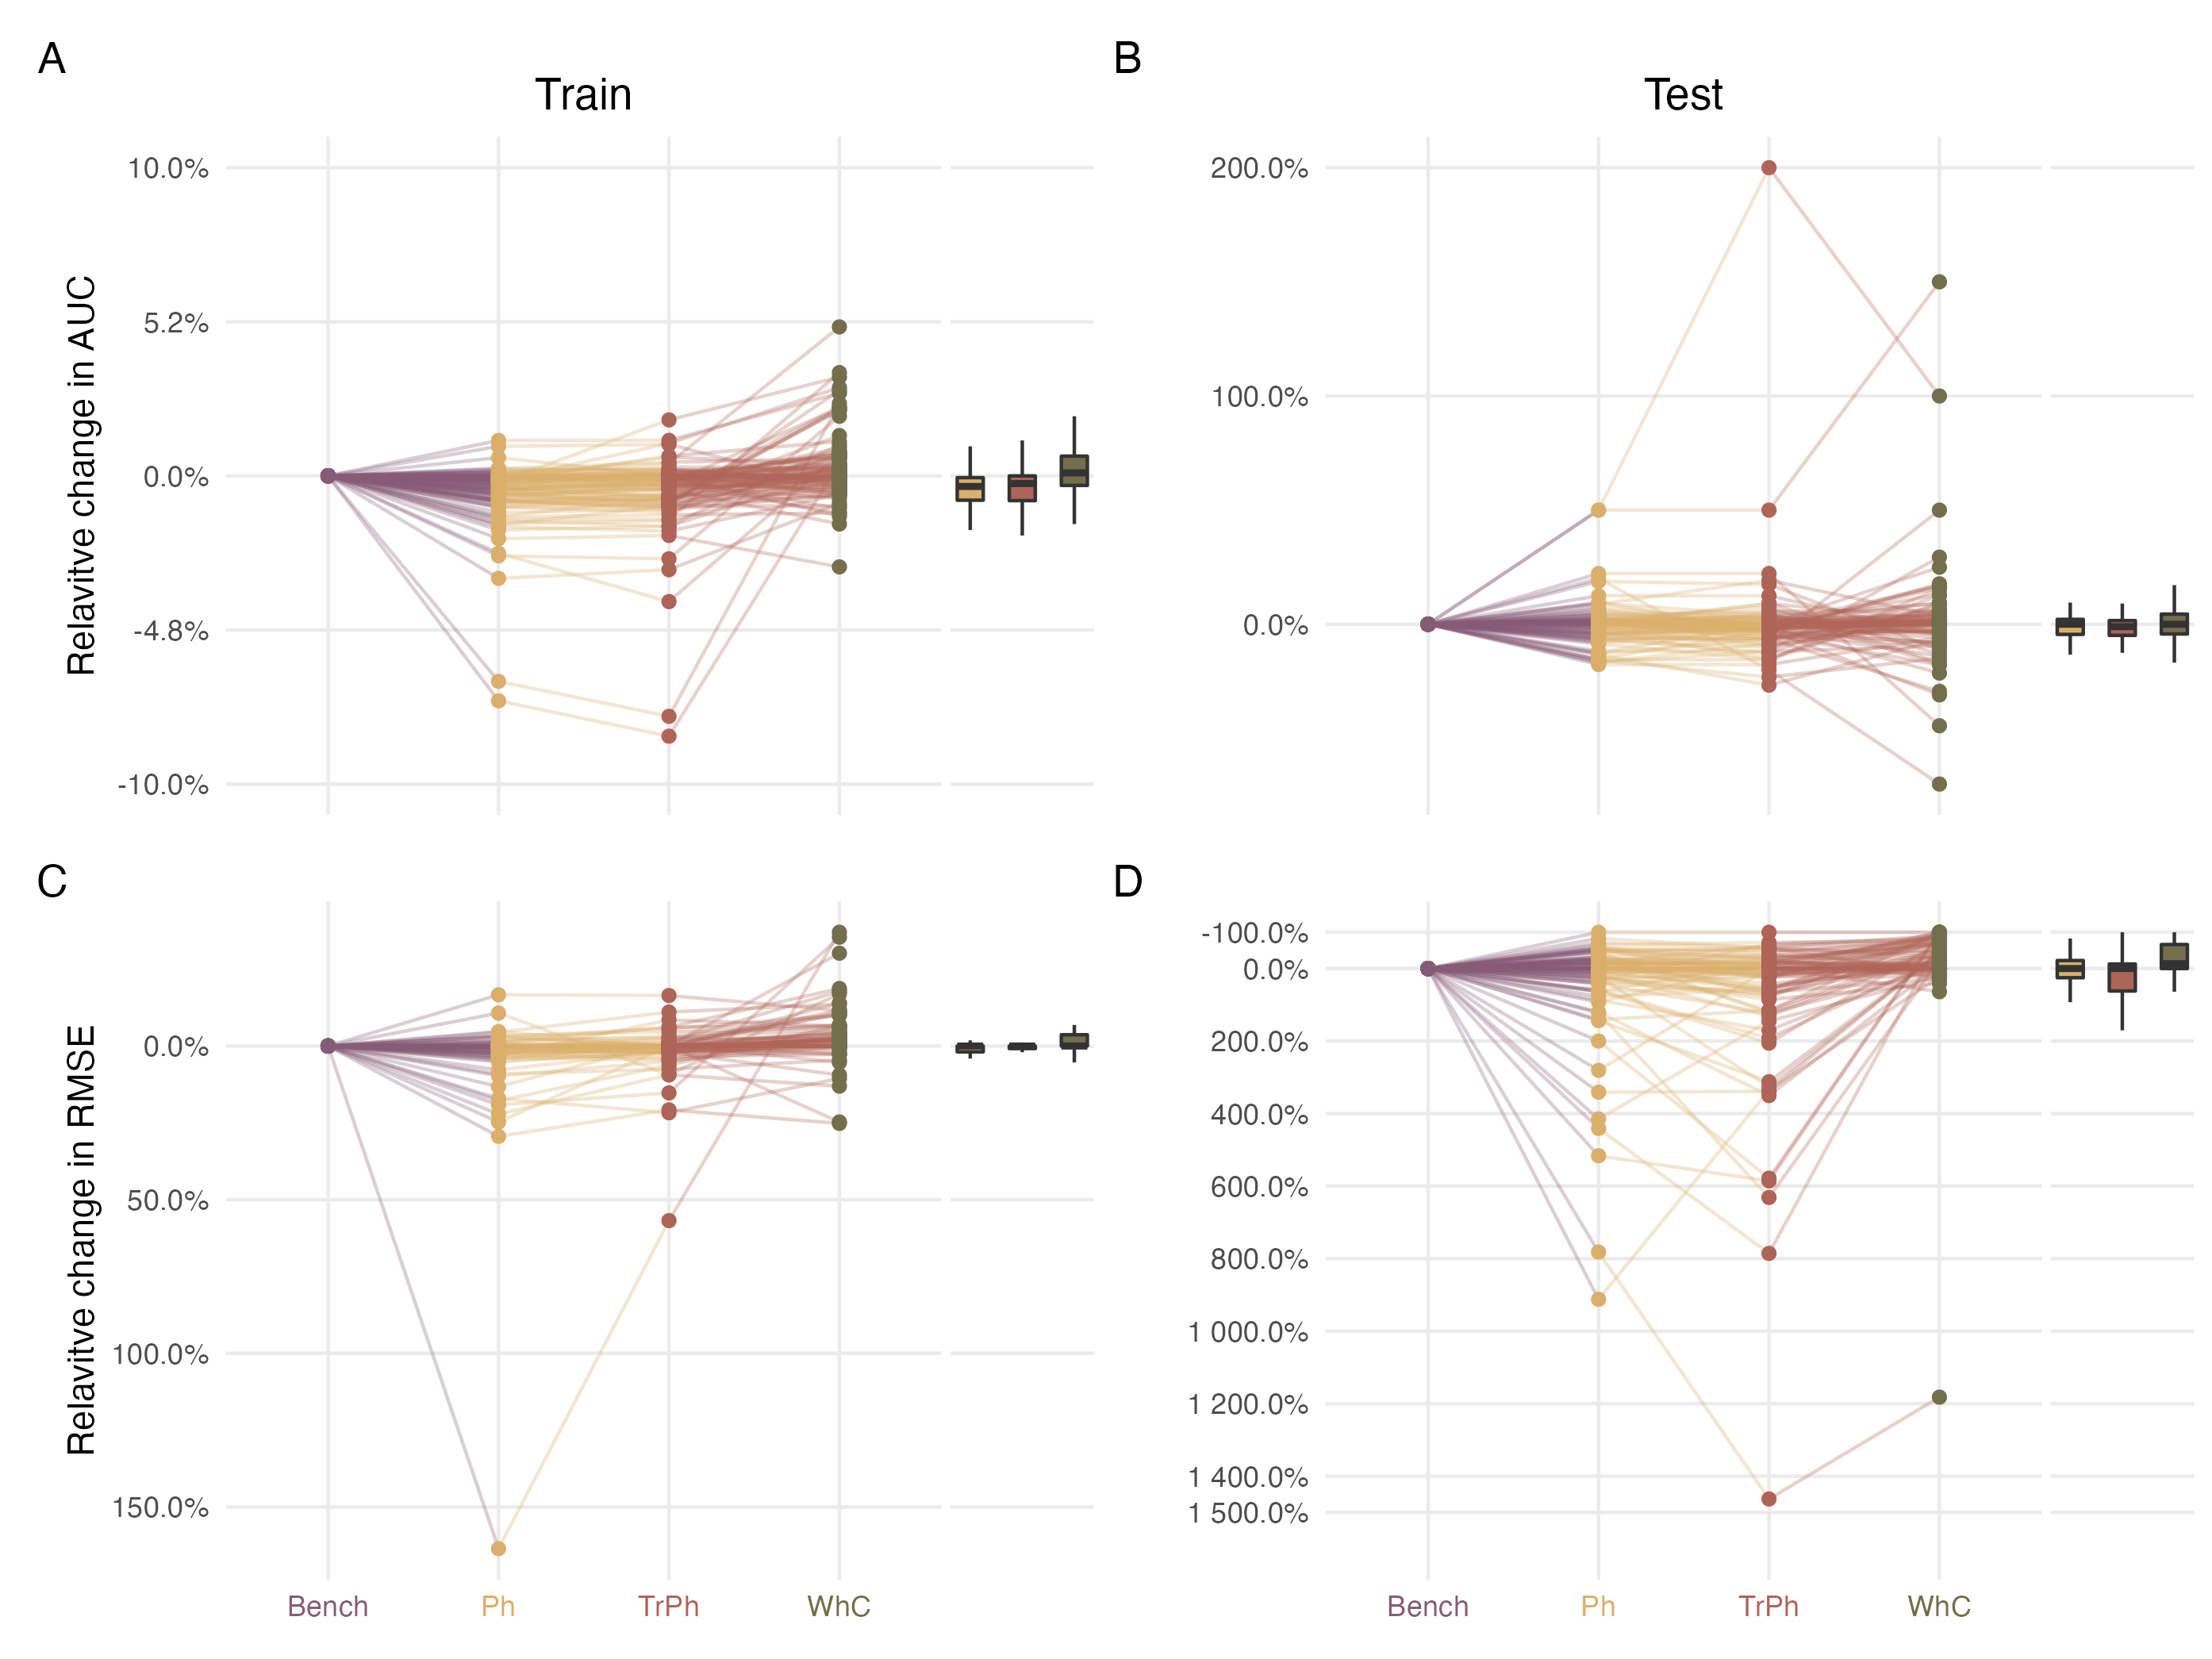 A
B
Train
Test
Relavitve change in AUC
10.0%
5.2%
0.0%
-4.8%
-10.0%
200.0%
100.0%
0.0%
C
D
Relavitve change in RMSE
0.0%
50.0%
100.0%
150.0%
-100.0%
0.0%
200.0%
400.0%
600.0%
800.0%
1 000.0%
1 200.0%
1 400.0%
1 500.0%
Bench Ph TrPh WhC
Bench Ph TrPh WhC